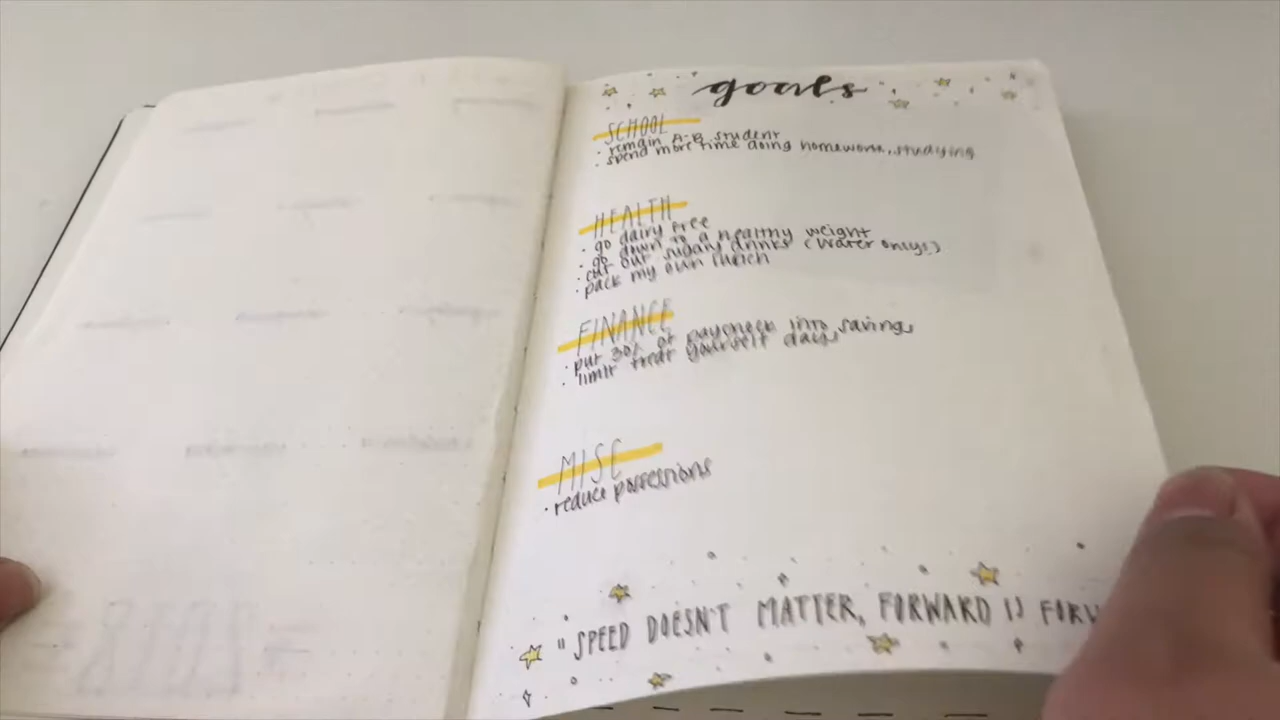 goals
SCHOOL
· remain A-B student
· spend more time doing homework, studying
HEALTH
· go dairy free
· go down to a healthy weight
· cut out sugary drinks (water only!)
· pack my own lunch
FINANCE
· put 30% of paycheck into savings
· limit treat yourself days
MISC
· reduce possessions
"SPEED DOESN'T MATTER, FORWARD IS FORW